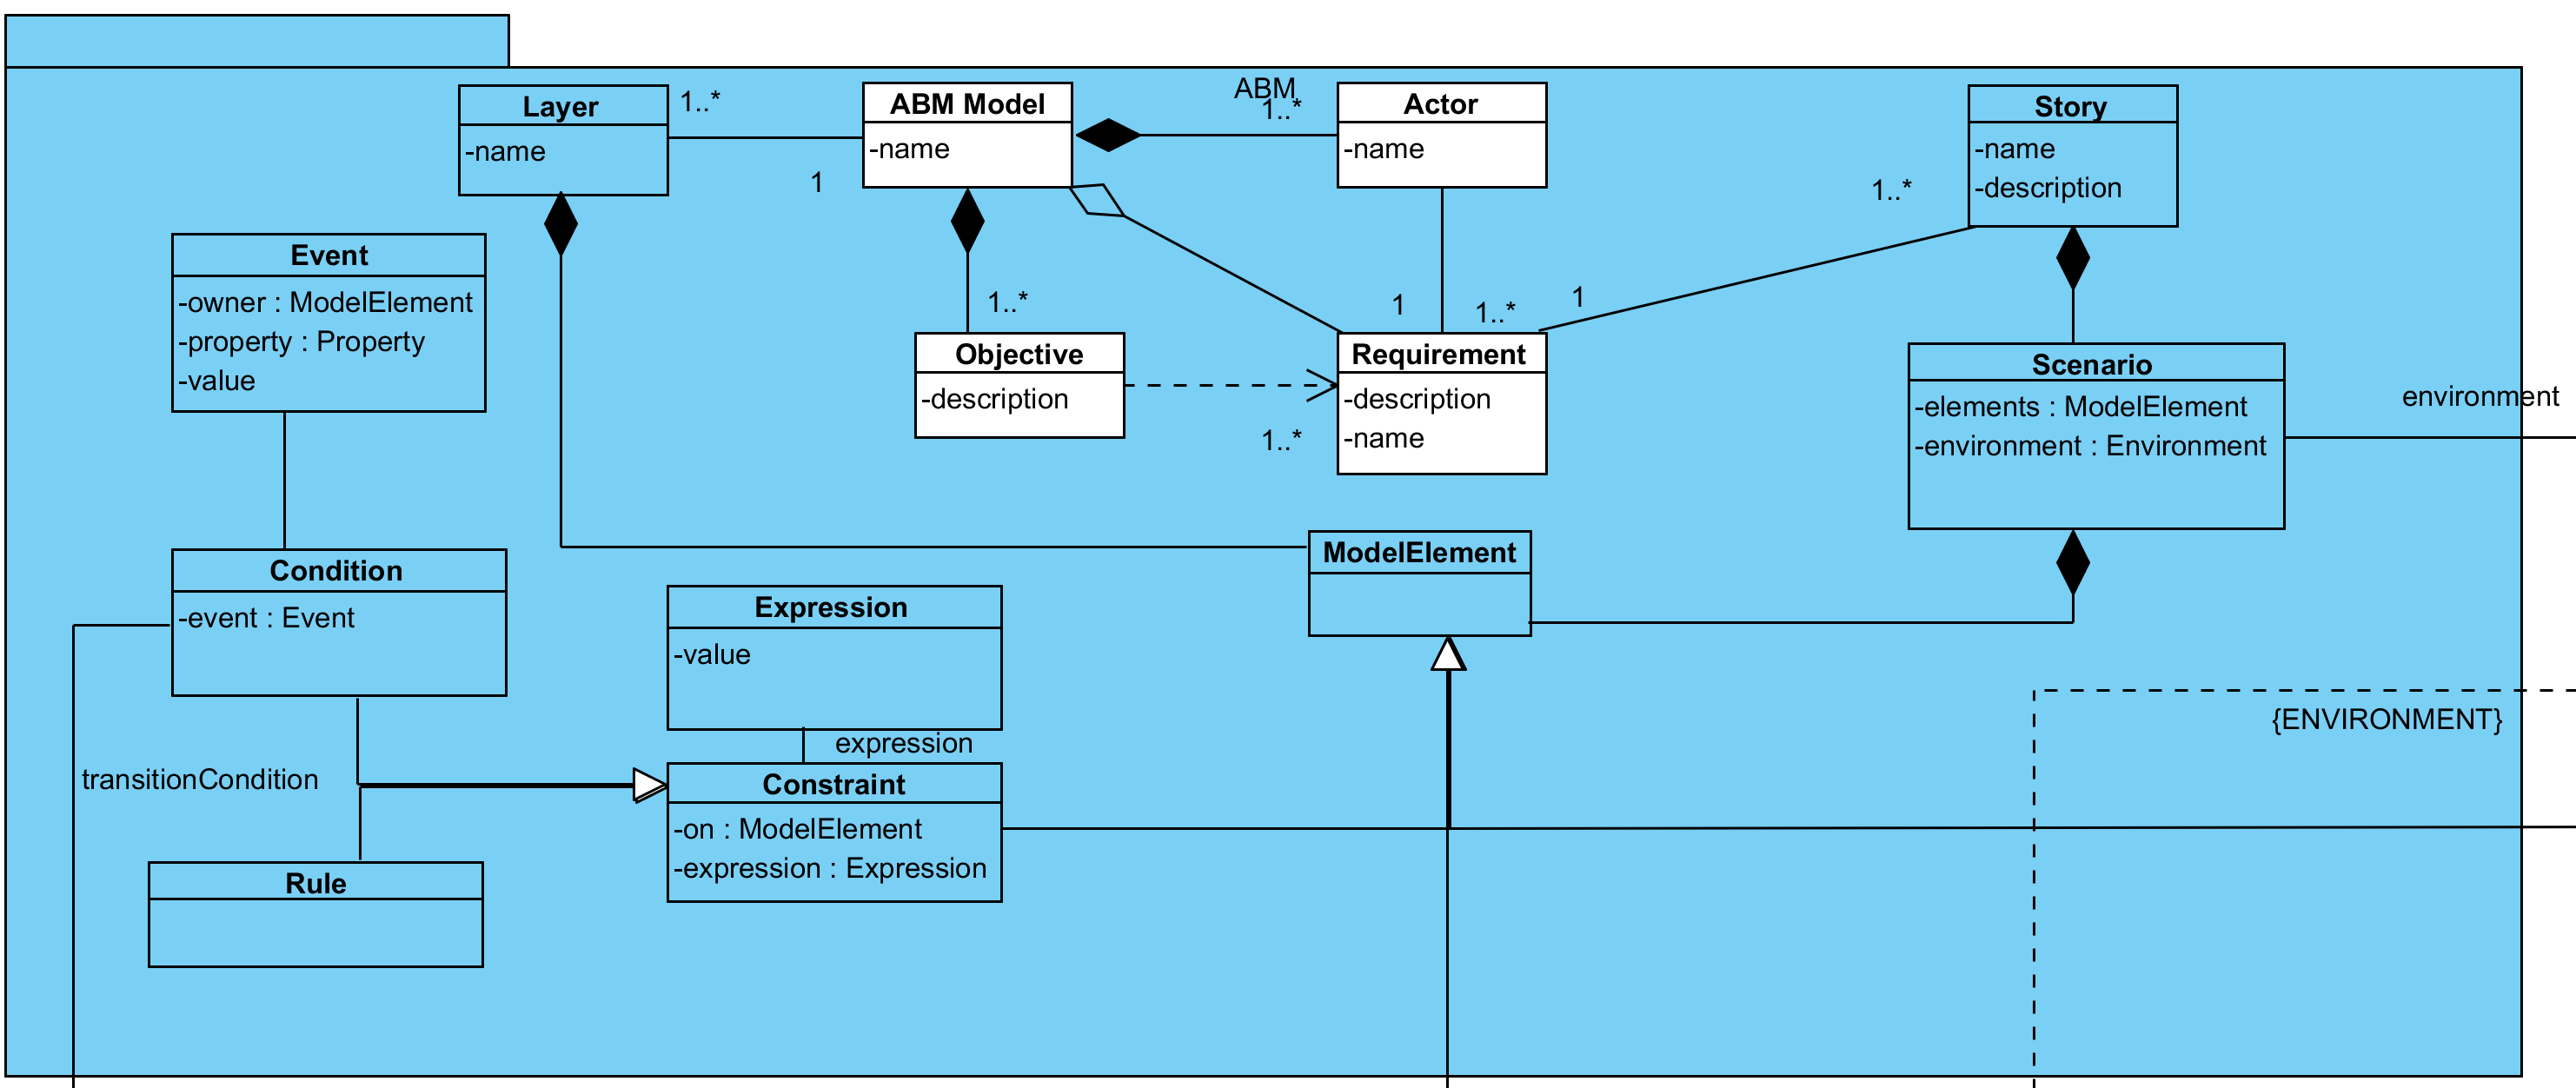 ABM
Layer
-name
1..*
1
ABM Model
-name
1..*
Actor
-name
Story
-name
-description
1..*
Event
-owner : ModelElement
-property : Property
-value
1..*
1
1..*
1
Objective
-description
1..*
Requirement
-description
-name
Scenario
-elements : ModelElement
-environment : Environment
environment
Condition
-event : Event
Expression
-value
ModelElement
expression
transitionCondition
Constraint
-on : ModelElement
-expression : Expression
{ENVIRONMENT}
Rule